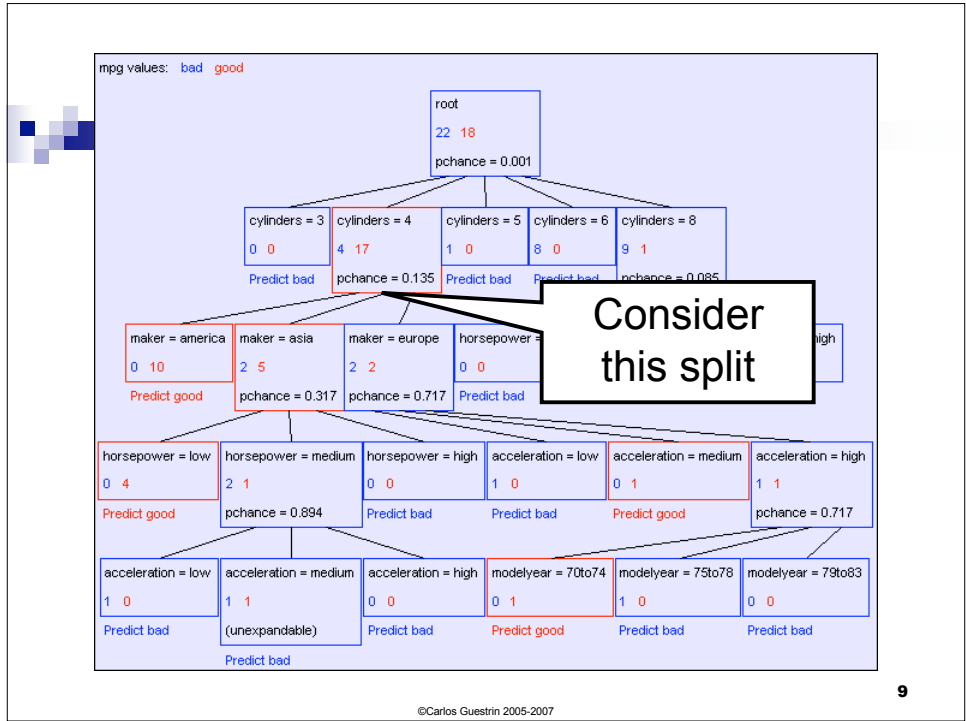 mpg values: bad good
root
22 18
pchance = 0.001
cylinders = 3 cylinders = 4 cylinders = 5 cylinders = 6 cylinders = 8
0 0 4 17 1 0 8 0 9 1
Predict bad pchance = 0.135 Predict bad Predict bad pchance = 0.085
Consider
this split
maker = america maker = asia maker = europe horsepower = high
0 10 2 5 2 2 0 0
Predict good pchance = 0.317 pchance = 0.717 Predict bad
horsepower = low horsepower = medium horsepower = high acceleration = low acceleration = medium acceleration = high
0 4 2 1 0 0 1 0 0 1 1 1
Predict good pchance = 0.894 Predict bad Predict bad Predict good pchance = 0.717
acceleration = low acceleration = medium acceleration = high modelyear = 70to74 modelyear = 75to78 modelyear = 79to83
1 0 1 1 0 0 0 1 1 0 0 0
Predict bad (unexpandable) Predict bad Predict good Predict bad Predict bad
Predict bad
9
©Carlos Guestrin 2005-2007